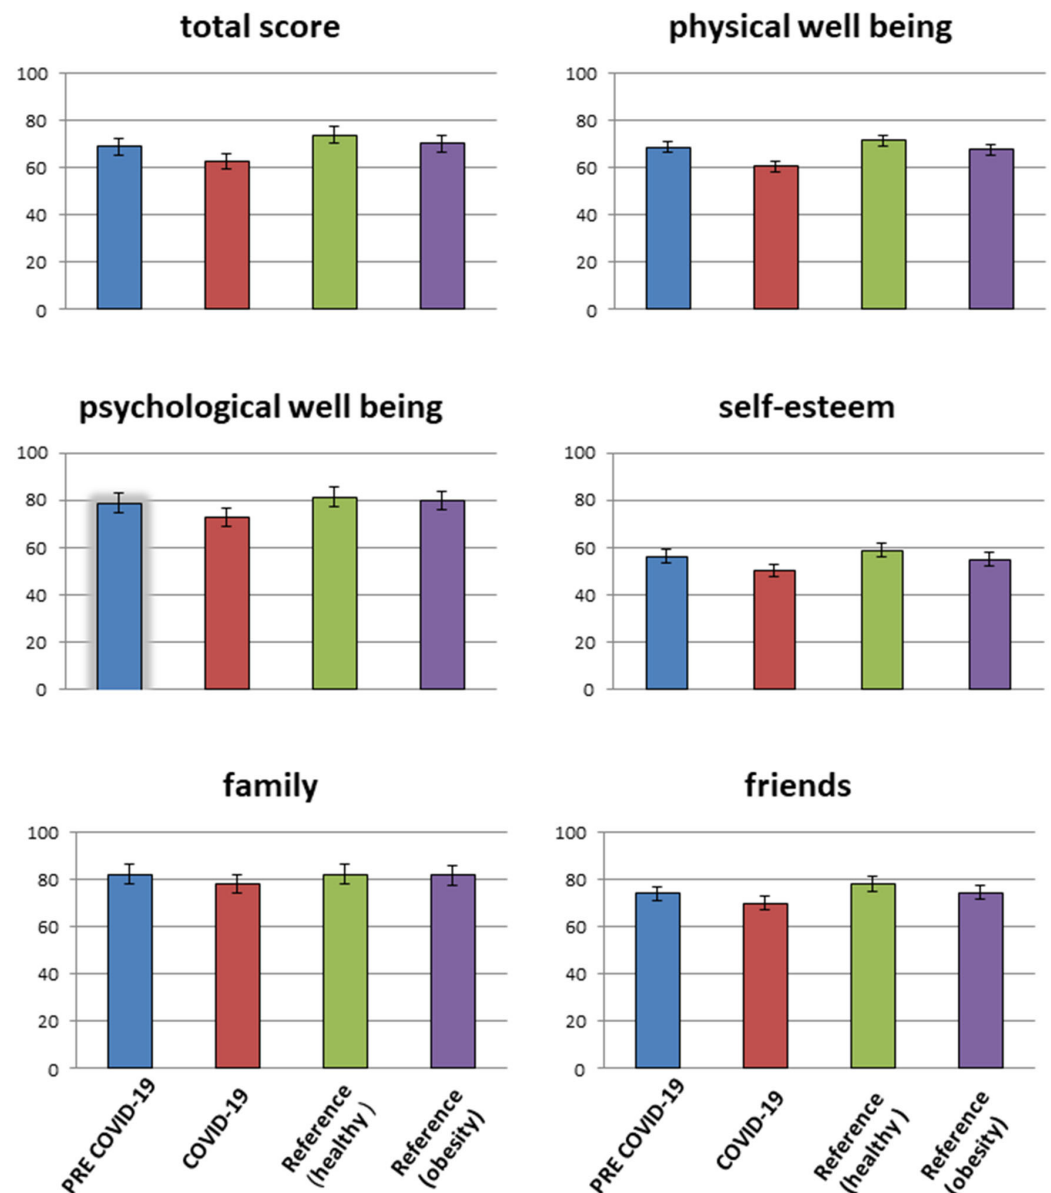 total score
100
80
60
40
20
0
physical well being
100
80
60
40
20
0
psychological well being
100
80
60
40
20
0
self-esteem
100
80
60
40
20
0
family
100
80
60
40
20
0
PRE COVID-19
COVID-19
Reference
(healthy )
Reference
(obesity)
friends
100
80
60
40
20
0
PRE COVID-19
COVID-19
Reference
(healthy )
Reference
(obesity)